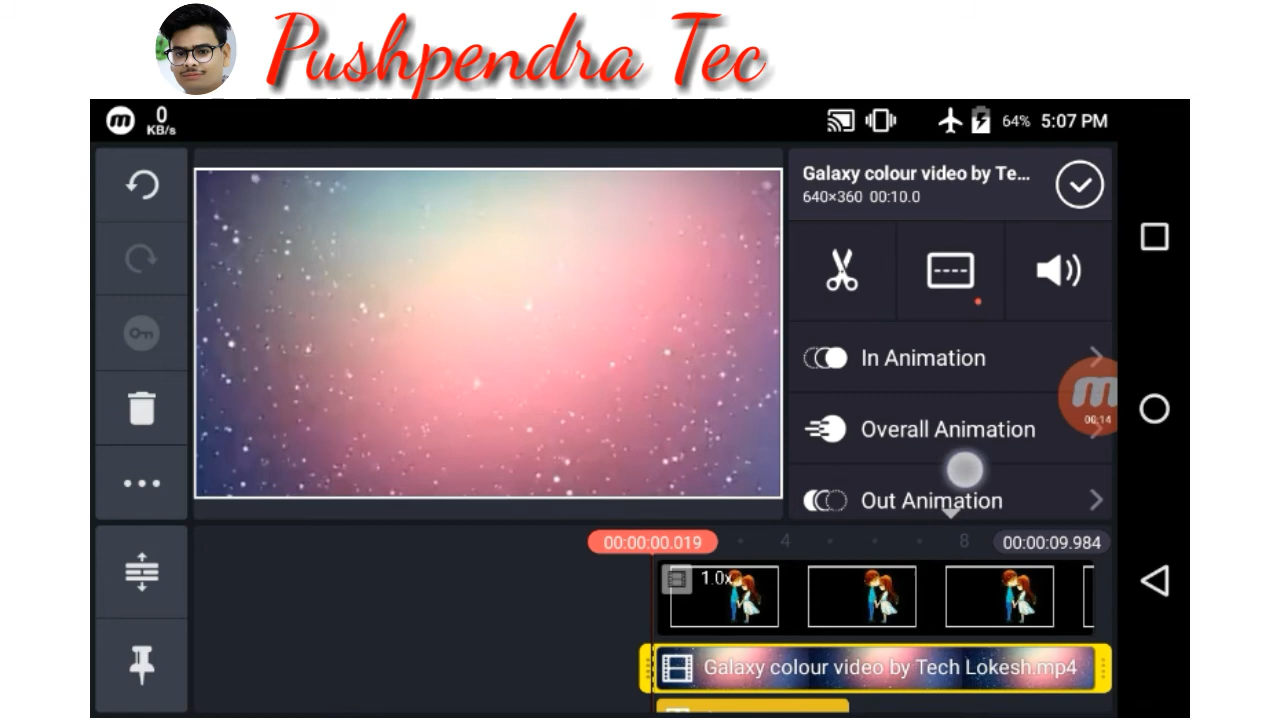 Pushpendra Tec
0
KB/s
64% 5:07 PM
Galaxy colour video by Te...
640×360 00:10.0
In Animation
00:14
Overall Animation
Out Animation
00:00:00.019
4
8
00:00:09.984
1.0x
Galaxy colour video by Tech Lokesh.mp4